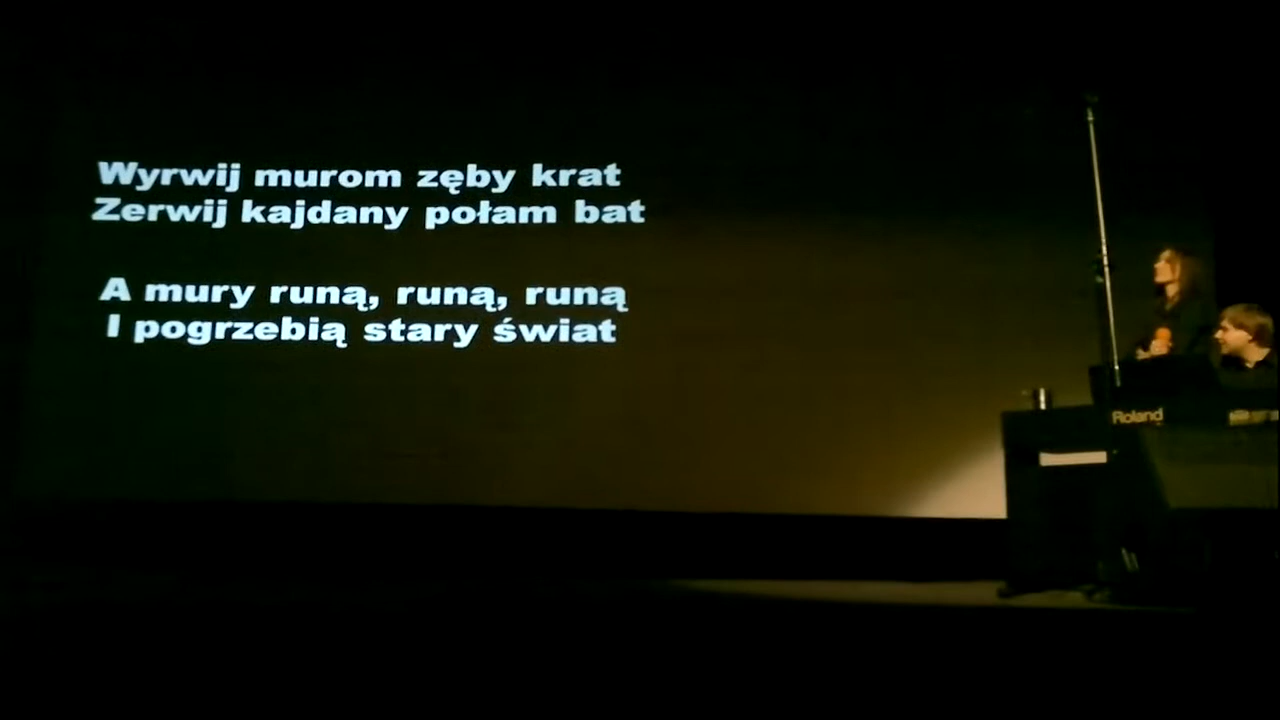 Wyrwij murom zęby krat
Zerwij kajdany połam bat
A mury runą, runą, runą
I pogrzebią stary świat
Roland